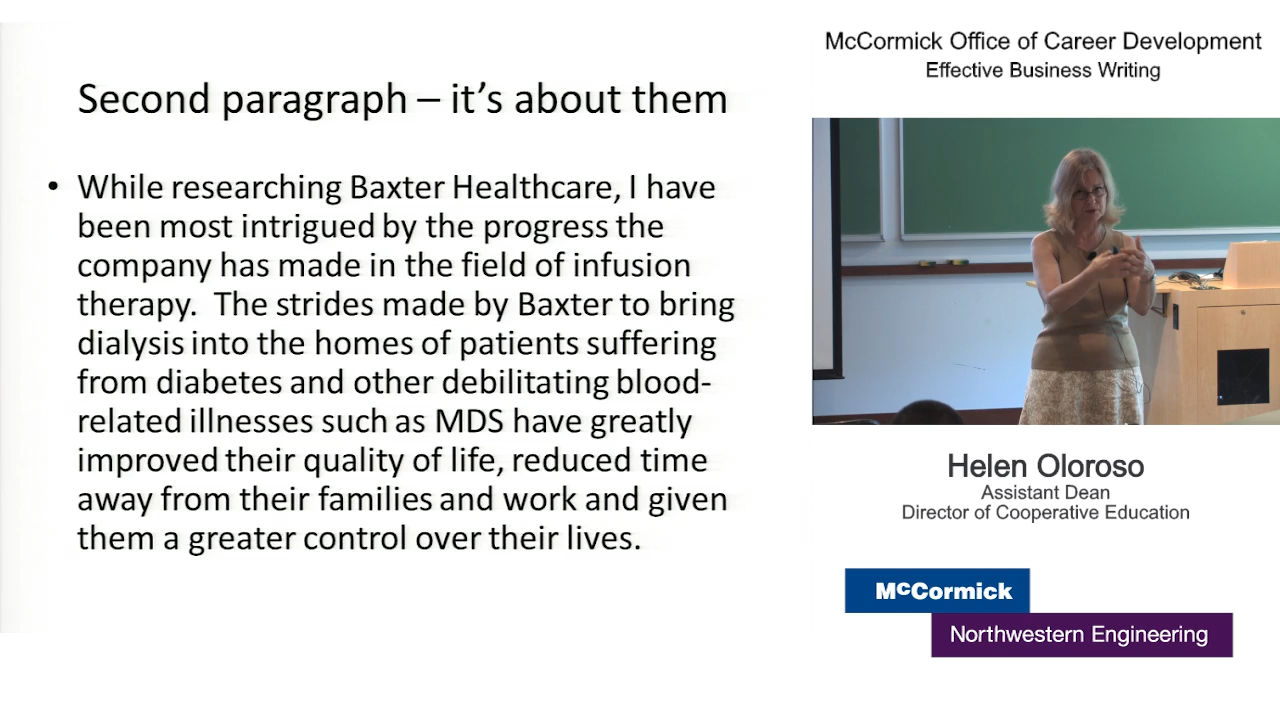 Second paragraph – it's about them
• While researching Baxter Healthcare, I have
been most intrigued by the progress the
company has made in the field of infusion
therapy.  The strides made by Baxter to bring
dialysis into the homes of patients suffering
from diabetes and other debilitating blood-
related illnesses such as MDS have greatly
improved their quality of life, reduced time
away from their families and work and given
them a greater control over their lives.
McCormick Office of Career Development
Effective Business Writing
Helen Oloroso
Assistant Dean
Director of Cooperative Education
McCormick
Northwestern Engineering